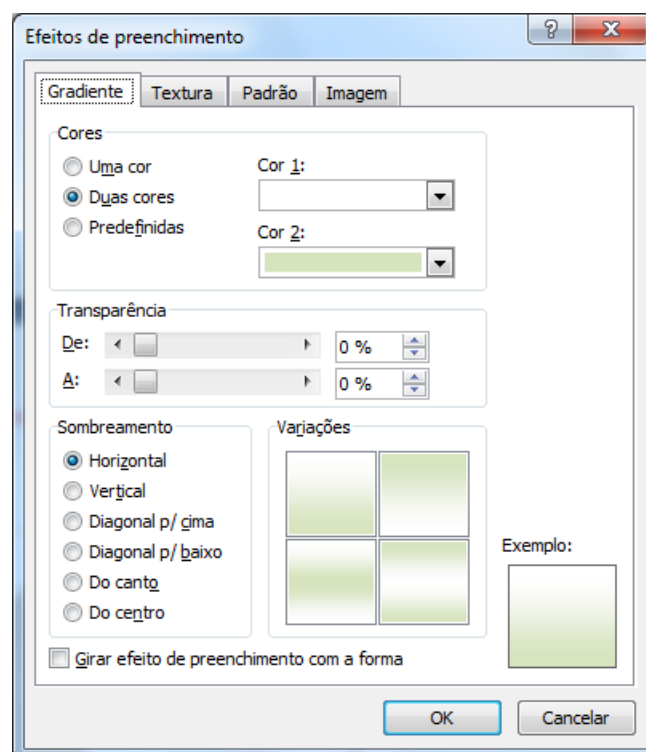 Efeitos de preenchimento
Gradiente Textura Padrão Imagem
Cores
Uma cor Cor 1:
Duas cores
Predefinidas Cor 2:
Transparência
De: 0 %
A: 0 %
Sombreamento Variações
Horizontal
Vertical
Diagonal p/ cima
Diagonal p/ baixo Exemplo:
Do canto
Do centro
Girar efeito de preenchimento com a forma
OK Cancelar